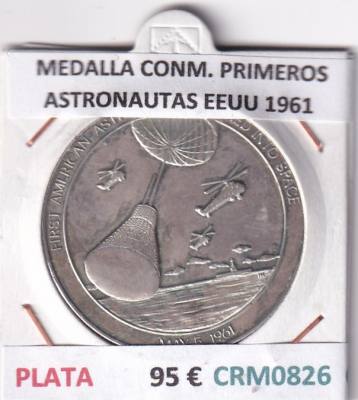 MEDALLA CONM. PRIMEROS
ASTRONAUTAS EEUU 1961
FIRST AMERICAN INTO SPACE
MAY 5, 1961
PLATA 95 € CRM0826